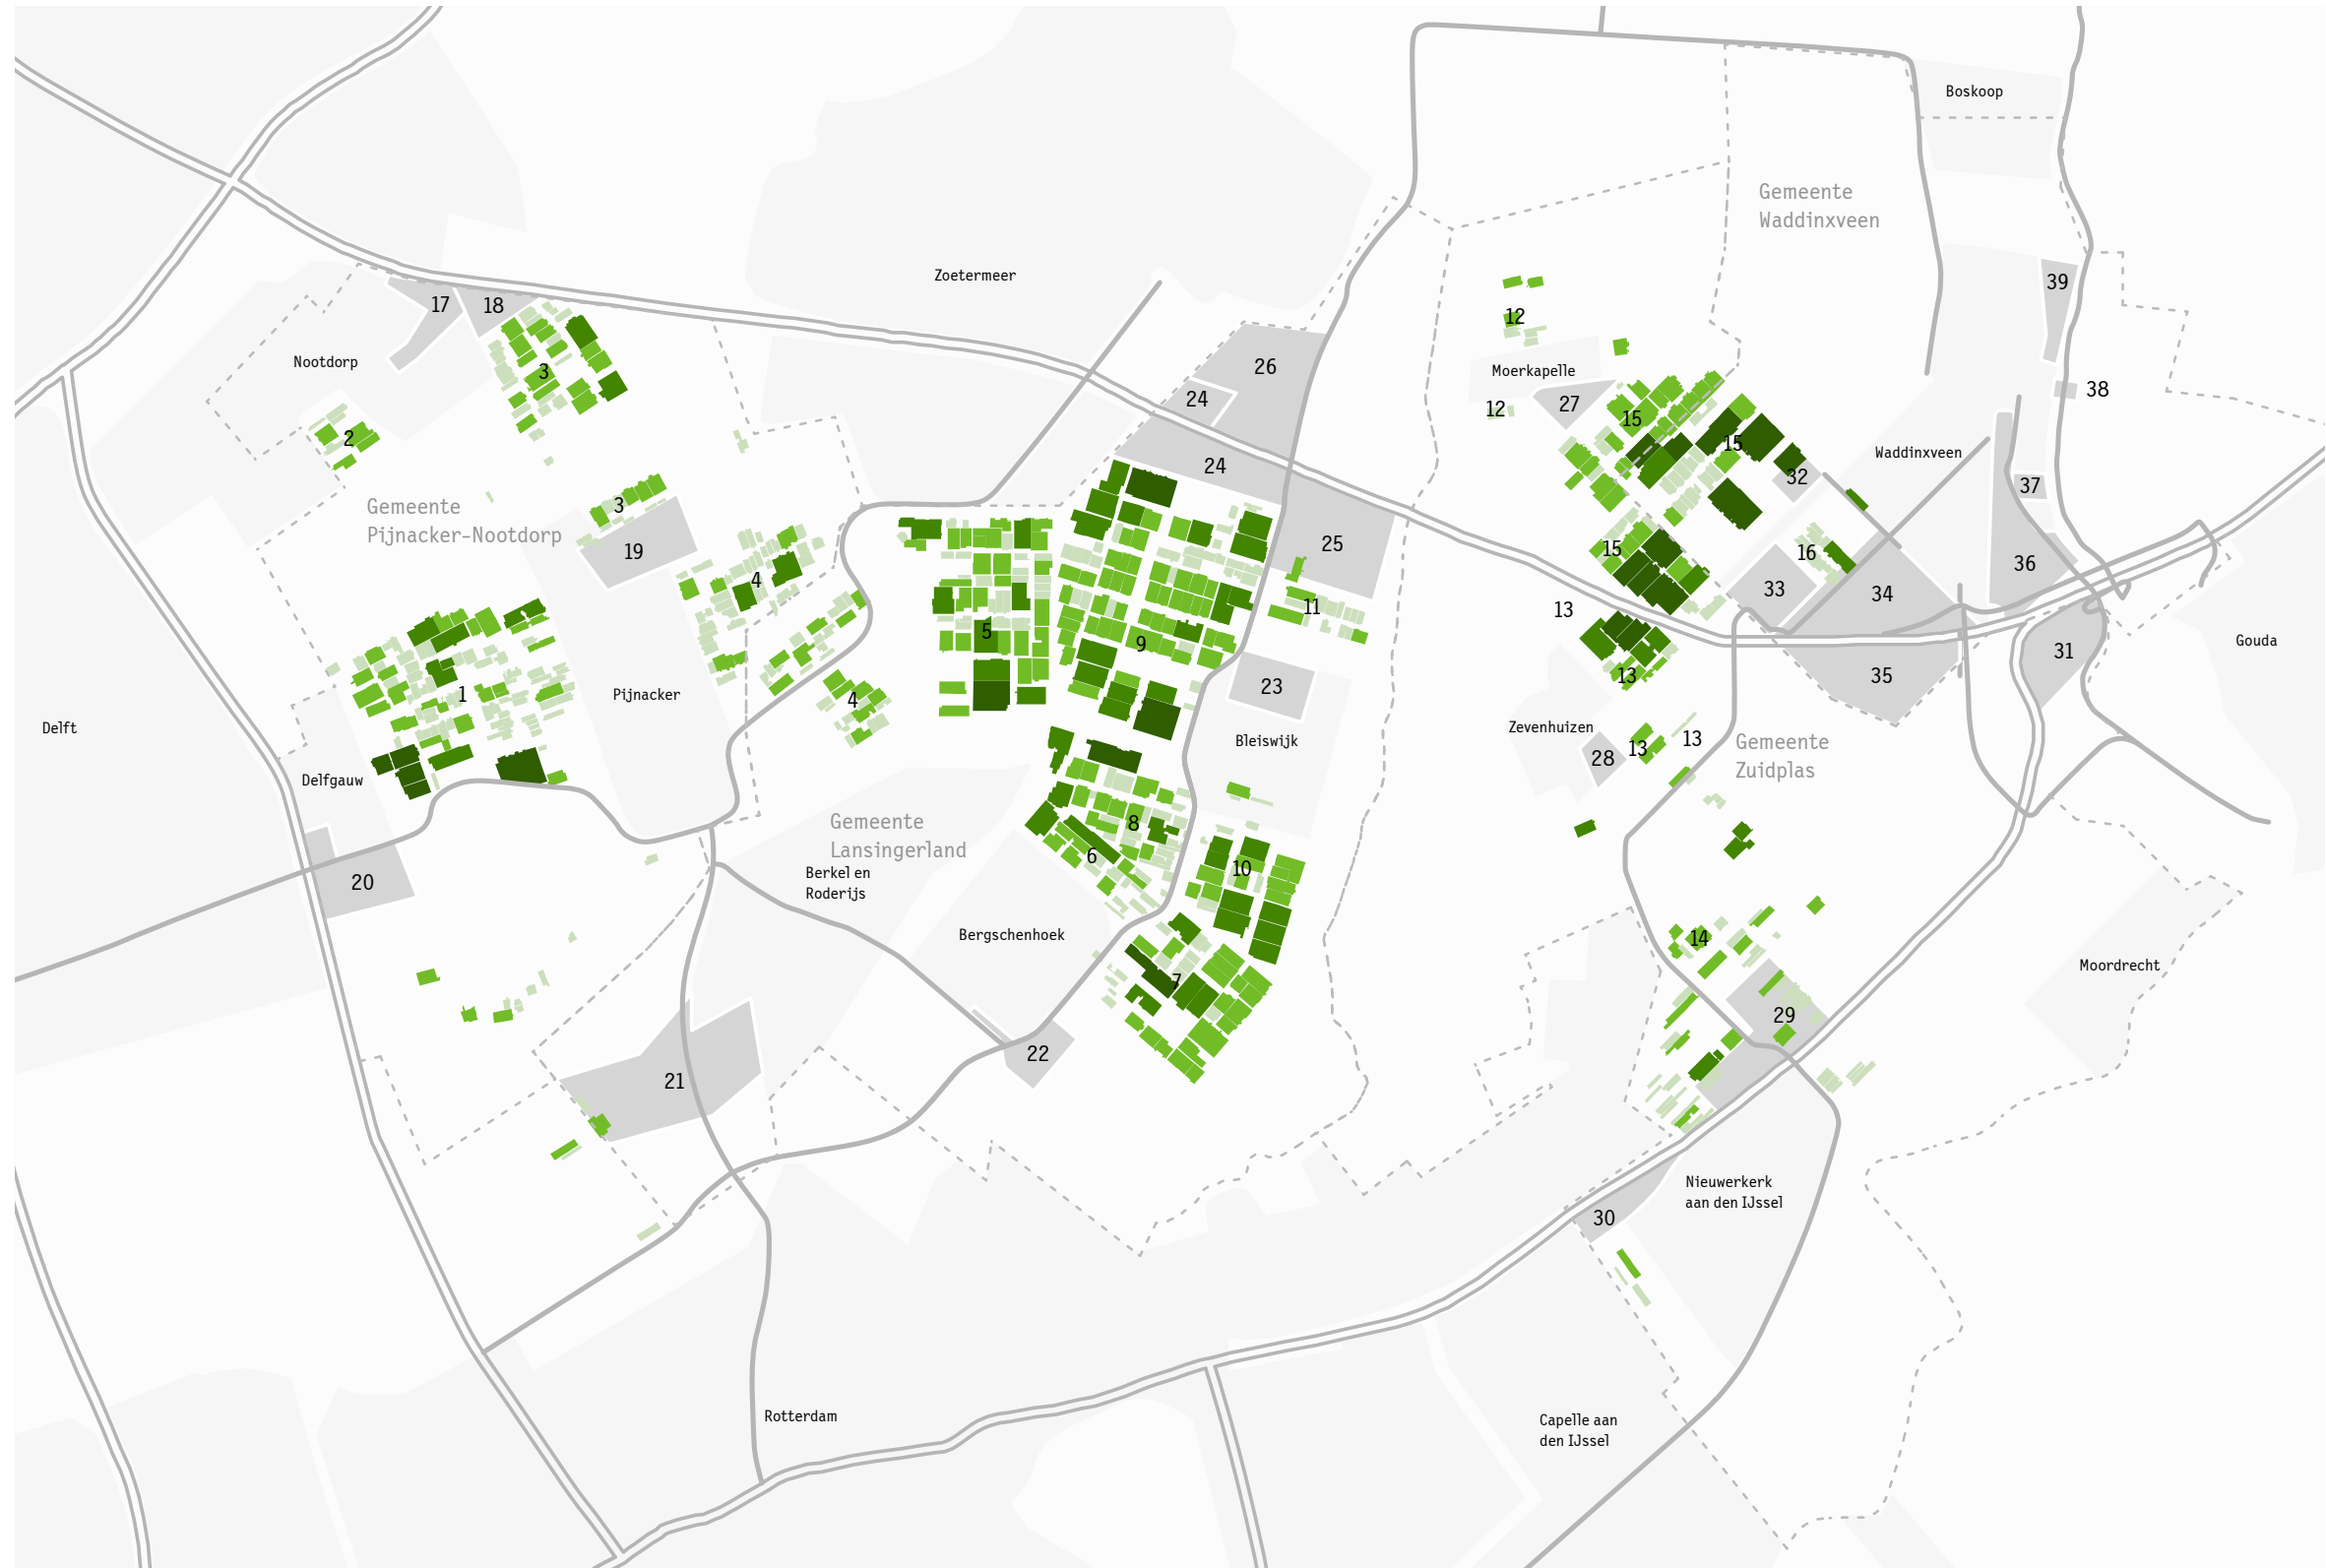 Boskoop
Gemeente
Waddinxveen
Zoetermeer
39
17
18
12
26
Nootdorp
3
Moerkapelle
24
27
12
15
38
2
15
Waddinxveen
24
32
37
Gemeente
Pijnacker-Nootdorp
3
19
25
15
16
36
4
33
34
11
13
5
9
Gouda
31
1
Pijnacker
23
13
35
4
Delft
Zevenhuizen
Bleiswijk
13
13
Gemeente
Zuidplas
28
Delfgauw
Gemeente
Lansingerland
8
6
10
Berkel en
Roderijs
20
Bergschenhoek
14
Moordrecht
7
29
22
21
Nieuwerkerk
aan den IJssel
30
Rotterdam
Capelle aan
den IJssel